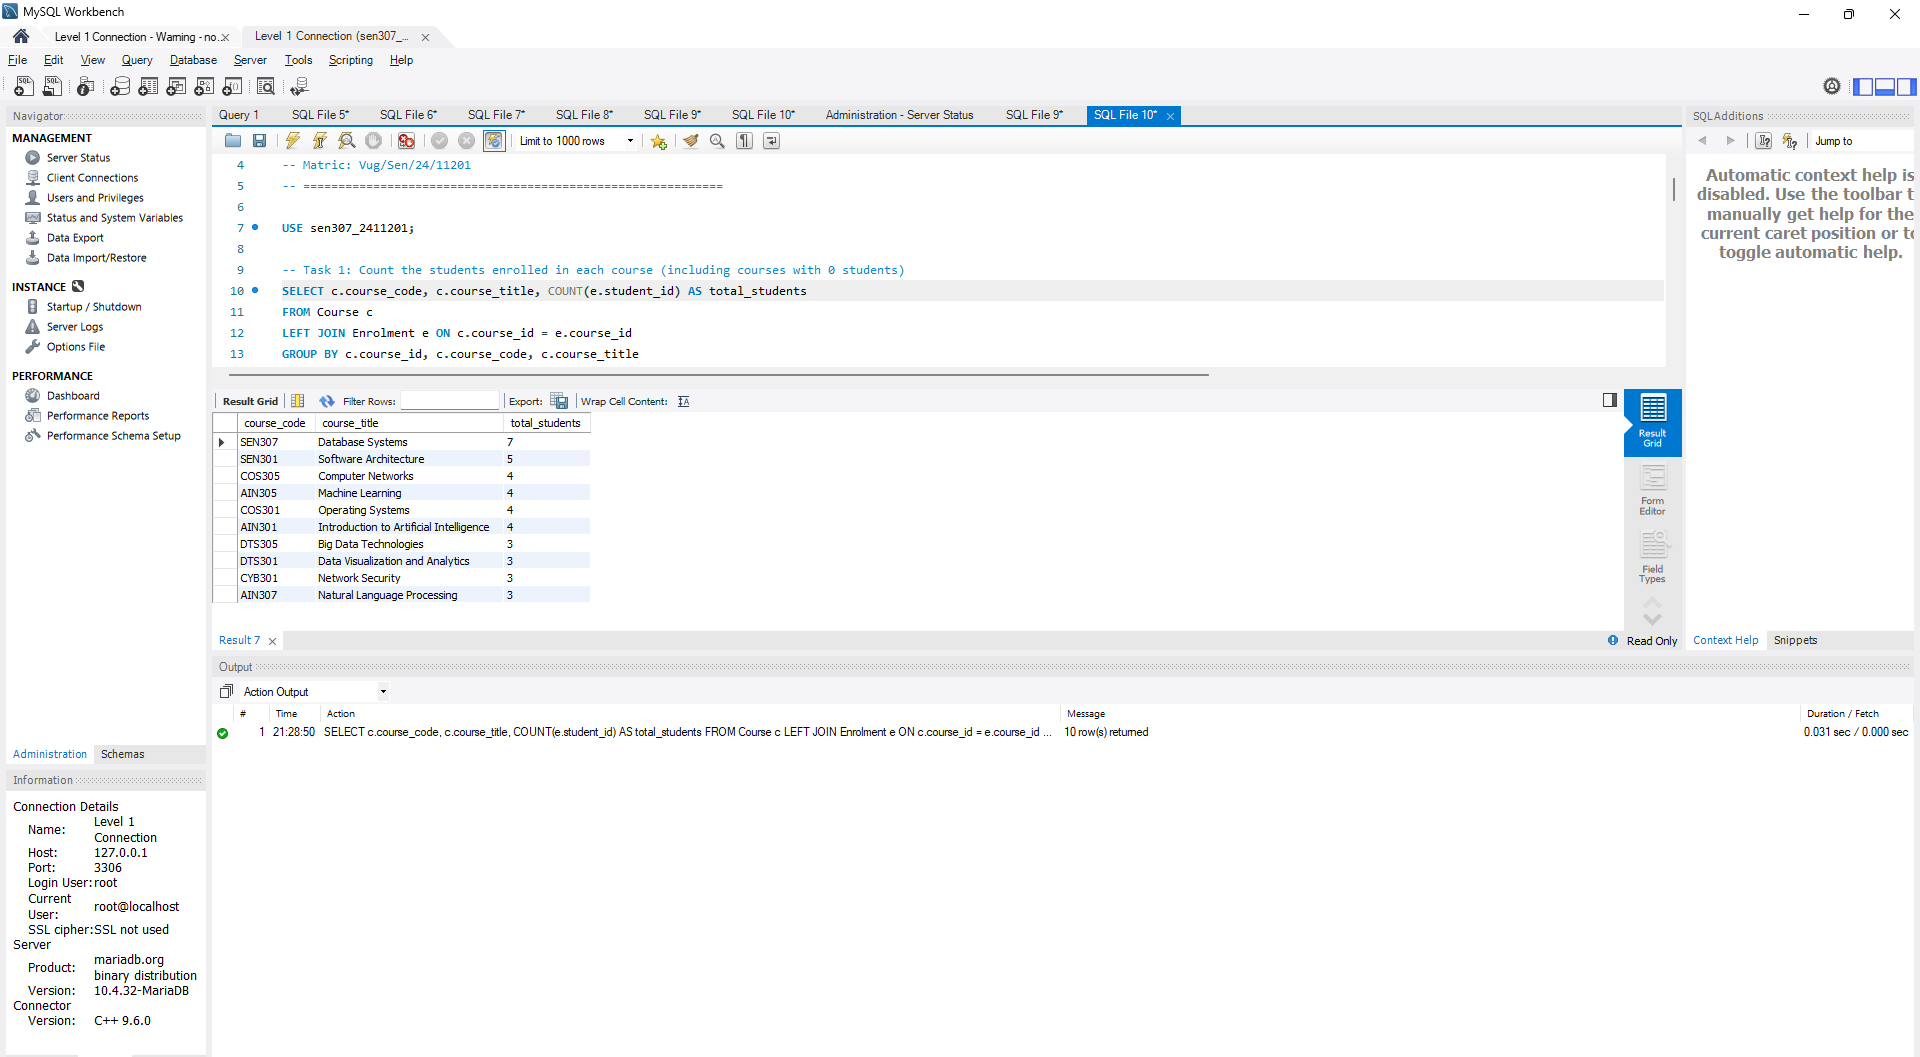 MySQL Workbench
Level 1 Connection - Warning - no...
Level 1 Connection (sen307_...
File Edit View Query Database Server Tools Scripting Help
Navigator
MANAGEMENT
Server Status
Client Connections
Users and Privileges
Status and System Variables
Data Export
Data Import/Restore
INSTANCE
Startup / Shutdown
Server Logs
Options File
PERFORMANCE
Dashboard
Performance Reports
Performance Schema Setup
Administration Schemas
Information
Connection Details
Name: Level 1 Connection
Host: 127.0.0.1
Port: 3306
Login User: root
Current User: root@localhost
SSL cipher: SSL not used
Server
Product: mariadb.org binary distribution
Version: 10.4.32-MariaDB
Connector
Version: C++ 9.6.0
Query 1 SQL File 5* SQL File 6* SQL File 7* SQL File 8* SQL File 9* SQL File 10* Administration - Server Status SQL File 9* SQL File 10*
Limit to 1000 rows
4 -- Matric: Vug/Sen/24/11201
5 -- ============================================================
6
7 USE sen307_2411201;
8
9 -- Task 1: Count the students enrolled in each course (including courses with 0 students)
10 SELECT c.course_code, c.course_title, COUNT(e.student_id) AS total_students
11 FROM Course c
12 LEFT JOIN Enrolment e ON c.course_id = e.course_id
13 GROUP BY c.course_id, c.course_code, c.course_title
Result Grid Filter Rows: Export: Wrap Cell Content:
course_code course_title total_students
SEN307 Database Systems 7
SEN301 Software Architecture 5
COS305 Computer Networks 4
AIN305 Machine Learning 4
COS301 Operating Systems 4
AIN301 Introduction to Artificial Intelligence 4
DTS305 Big Data Technologies 3
DTS301 Data Visualization and Analytics 3
CYB301 Network Security 3
AIN307 Natural Language Processing 3
Result Grid
Form Editor
Field Types
Result 7
Read Only
Output
Action Output
# Time Action Message Duration / Fetch
1 21:28:50 SELECT c.course_code, c.course_title, COUNT(e.student_id) AS total_students FROM Course c LEFT JOIN Enrolment e ON c.course_id = e.course_id ... 10 row(s) returned 0.031 sec / 0.000 sec
SQLAdditions
Jump to
Automatic context help is
disabled. Use the toolbar t
manually get help for the
current caret position or to
toggle automatic help.
Context Help Snippets